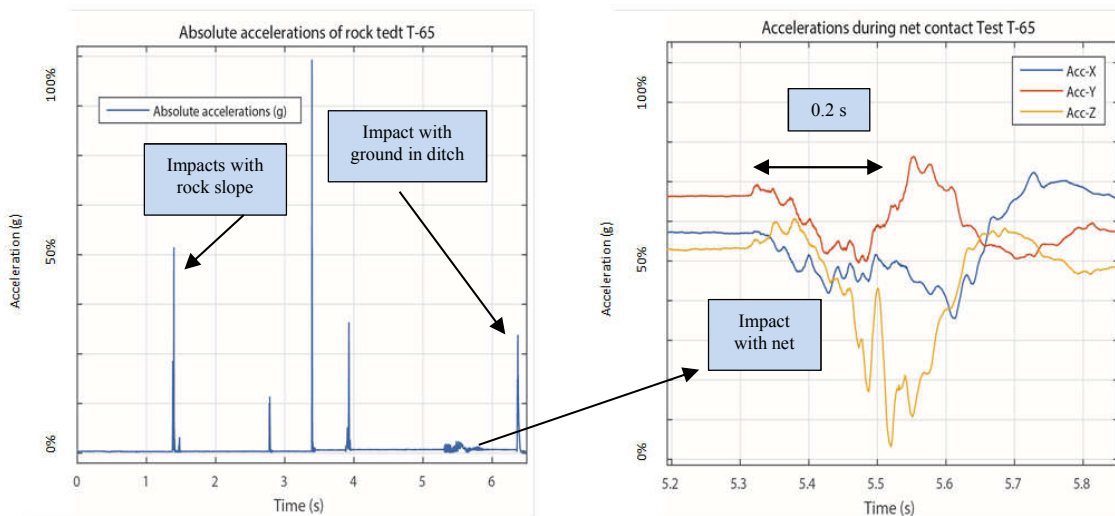 Absolute accelerations of rock tedt T-65
Acceleration (g)
100%
50%
0%
Absolute accelerations (g)
Impacts with
rock slope
Impact with
ground in ditch
0 1 2 3 4 5 6
Time (s)
Accelerations during net contact Test T-65
Acceleration (g)
100%
50%
0%
Acc-X
Acc-Y
Acc-Z
0.2 s
Impact
with net
5.2 5.3 5.4 5.5 5.6 5.7 5.8
Time (s)